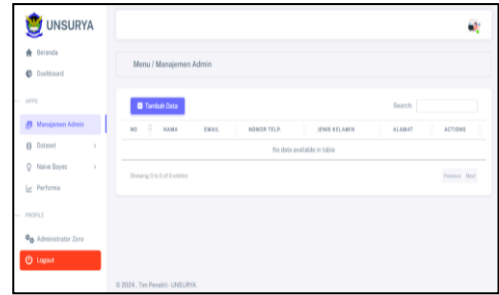 UNSURYA
Beranda
Dashboard
APPS
Manajemen Admin
Dataset
Naive Bayes
Performa
PROFILE
Administrator Zero
Logout
Menu / Manajemen Admin
Tambah Data
Search:
NO NAMA EMAIL NOMOR TELP. JENIS KELAMIN ALAMAT ACTIONS
No data available in table
Showing 0 to 0 of 0 entries
Previous Next
© 2024, Tim Peneliti UNSURYA